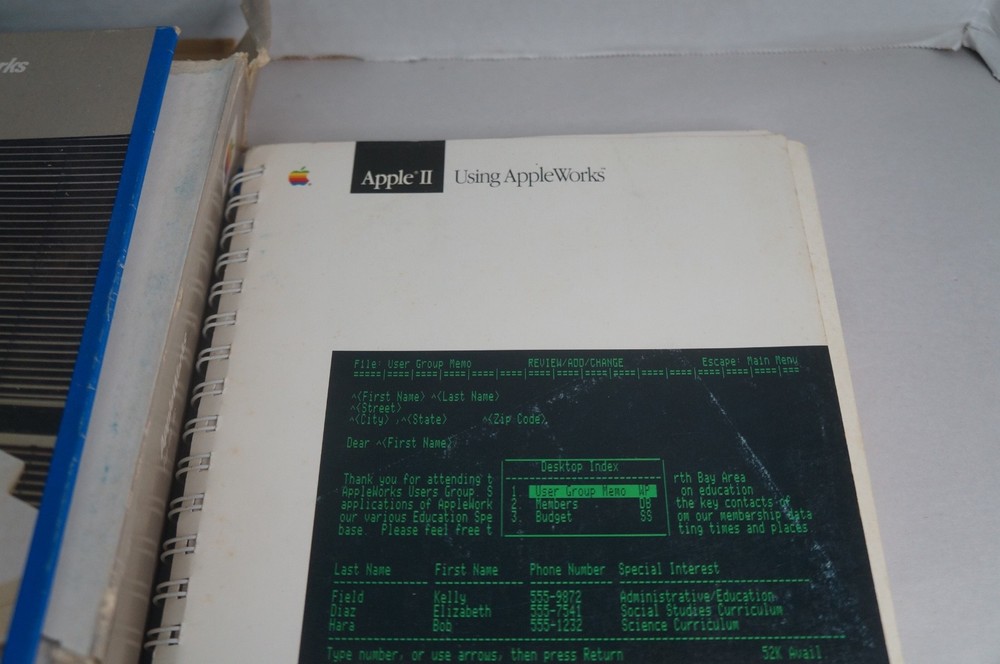 rks
Apple II Using AppleWorks™
File: User Group Memo REVIEW/ADD/CHANGE Escape: Main Menu
====|====|====|====|====|====|====|====|====|====|====|====|====|====|====|===
^<First Name> ^<Last Name>
^<Street>
^<City> ,^<State> ^<Zip Code>
Dear ^<First Name>
Desktop Index
Thank you for attending t rth Bay Area
AppleWorks Users Group. S 1. User Group Memo WP on education
applications of AppleWork 2. Members DB the key contacts of
our various Education Spe 3. Budget SS om our membership data
base. Please feel free t ting times and places
Last Name First Name Phone Number Special Interest
Field Kelly 555-9872 Administrative/Education
Diaz Elizabeth 555-7541 Social Studies Curriculum
Hara Bob 555-1232 Science Curriculum
Type number, or use arrows, then press Return 52K Avail.